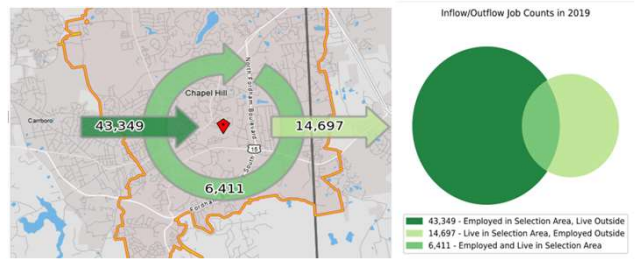 Chapel Hill
Carrboro
43,349
14,697
6,411
North Fordham Boulevard
15
South
Fordham
Inflow/Outflow Job Counts in 2019
43,349 - Employed in Selection Area, Live Outside
14,697 - Live in Selection Area, Employed Outside
6,411 - Employed and Live in Selection Area